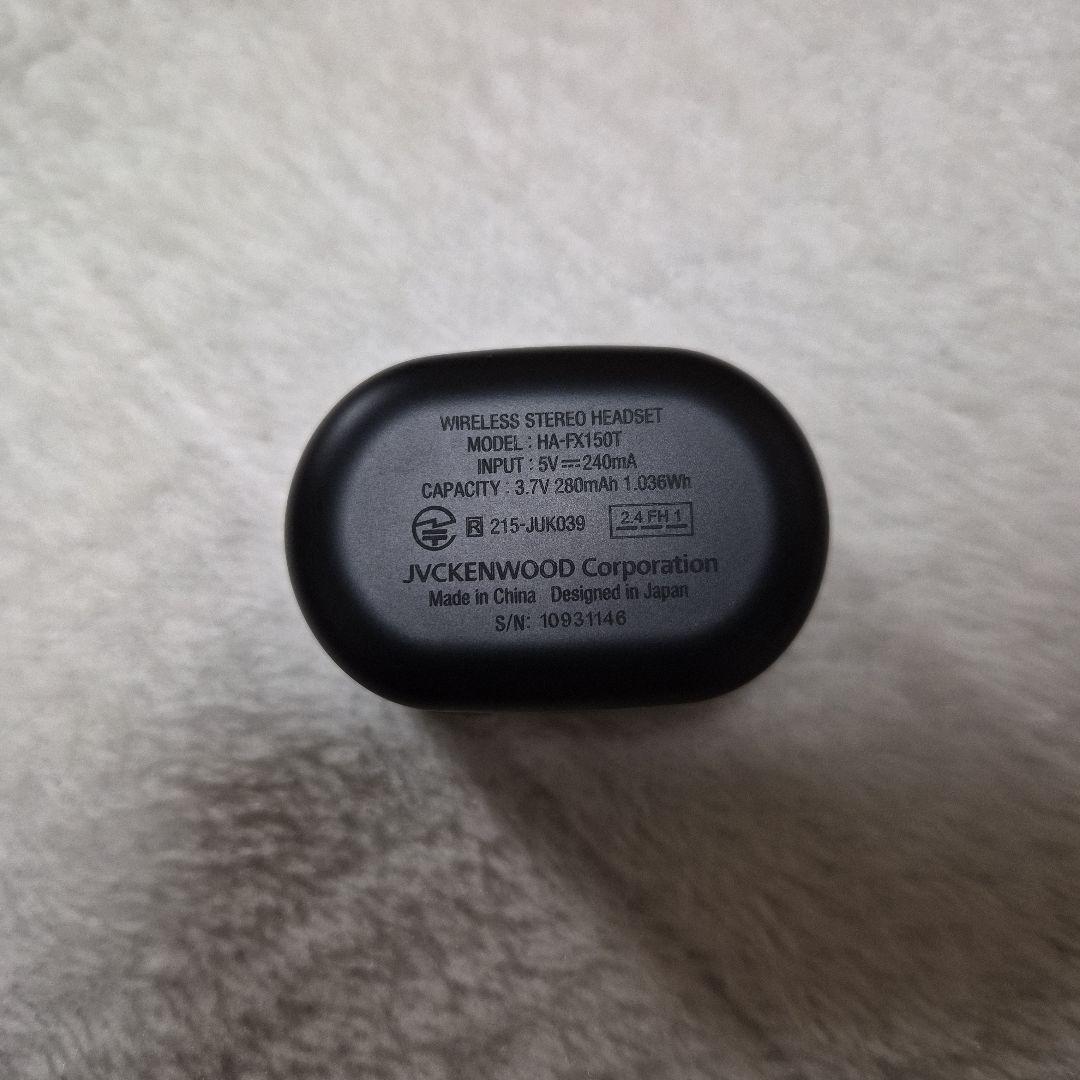 WIRELESS STEREO HEADSET
MODEL : HA-FX150T
INPUT : 5V⎓240mA
CAPACITY : 3.7V 280mAh 1.036Wh
R 215-JUK039 2.4 FH 1
JVCKENWOOD Corporation
Made in China Designed in Japan
S/N: 10931146